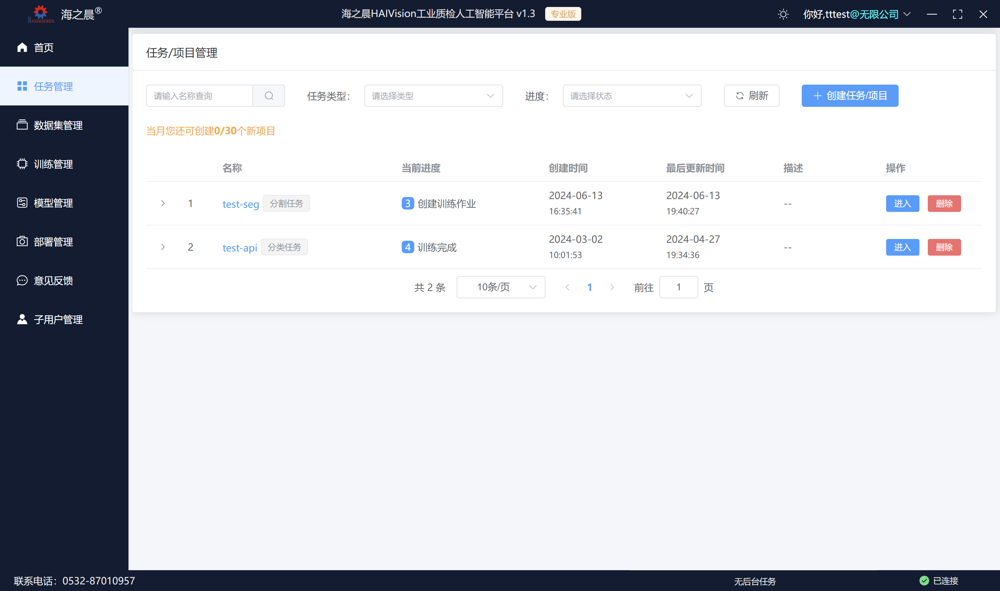 HAIZHICHEN
海之晨®
海之晨HAIVision工业质检人工智能平台 v1.3
专业版
你好,tttest@无限公司
首页
任务管理
数据集管理
训练管理
模型管理
部署管理
意见反馈
子用户管理
任务/项目管理
请输入名称查询
任务类型:
请选择类型
进度:
请选择状态
刷新
创建任务/项目
当月您还可创建0/30个新项目
名称 当前进度 创建时间 最后更新时间 描述 操作
1 test-seg 分割任务 3 创建训练作业 2024-06-13 2024-06-13 -- 进入 删除
16:35:41 19:40:27
2 test-api 分类任务 4 训练完成 2024-03-02 2024-04-27 -- 进入 删除
10:01:53 19:34:36
共 2 条 10条/页 1 前往 1 页
联系电话：0532-87010957
无后台任务
已连接